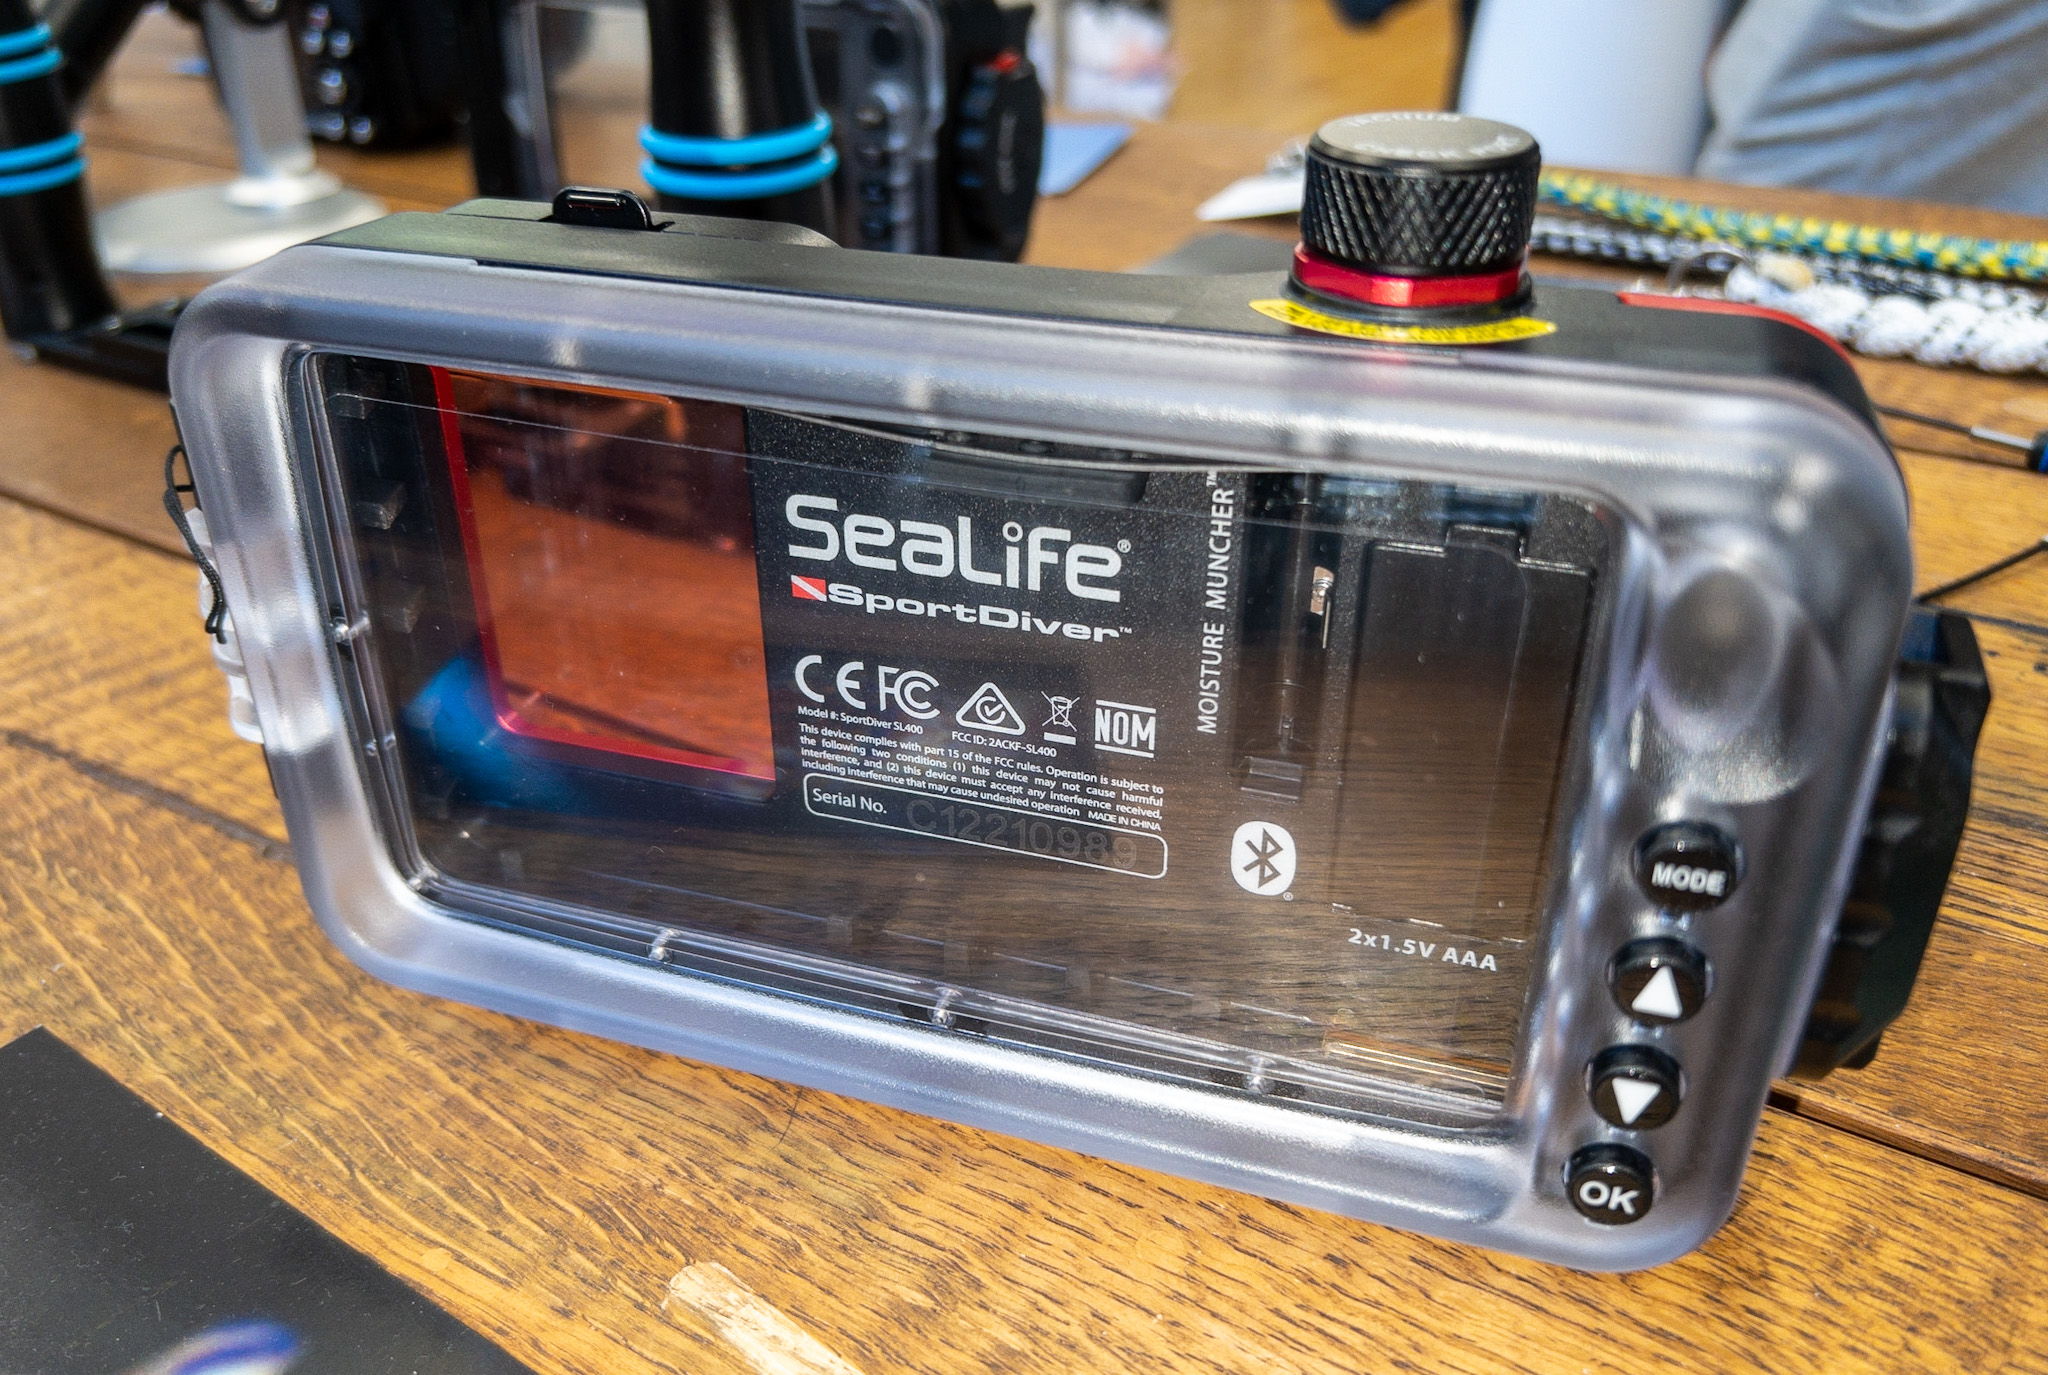 VACUUM
CHECK PORT
SeaLife®
SportDiver™
MOISTURE MUNCHER™
CE FC NOM
Model #: SportDiver SL400
FCC ID: 2ACKF-SL400
This device complies with part 15 of the FCC rules. Operation is subject to
the following two conditions (1) this device may not cause harmful
interference, and (2) this device must accept any interference received,
including interference that may cause undesired operation MADE IN CHINA
Serial No. C12210989
2x1.5V AAA
MODE
OK